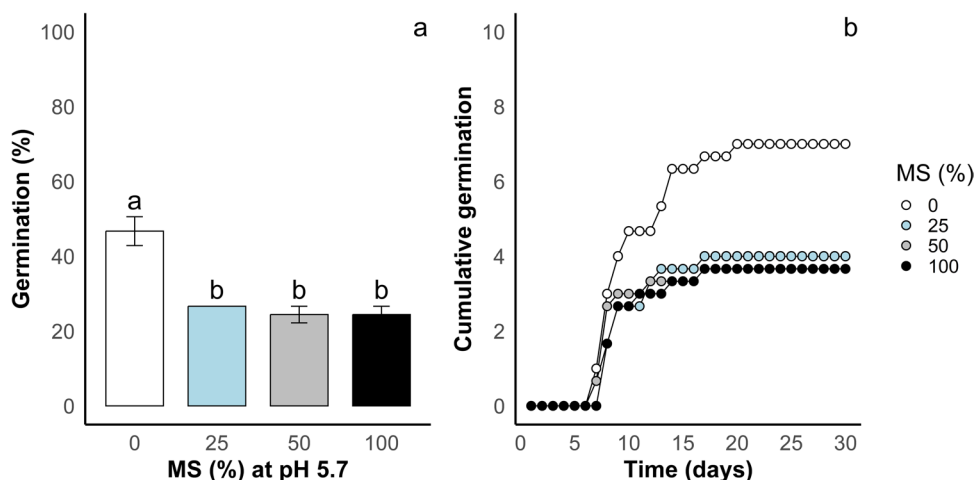 a
Germination (%)
100
80
60
40
20
0
a
b
b
b
0 25 50 100
MS (%) at pH 5.7
b
Cumulative germination
10
8
6
4
2
0
0 5 10 15 20 25 30
Time (days)
MS (%)
0
25
50
100